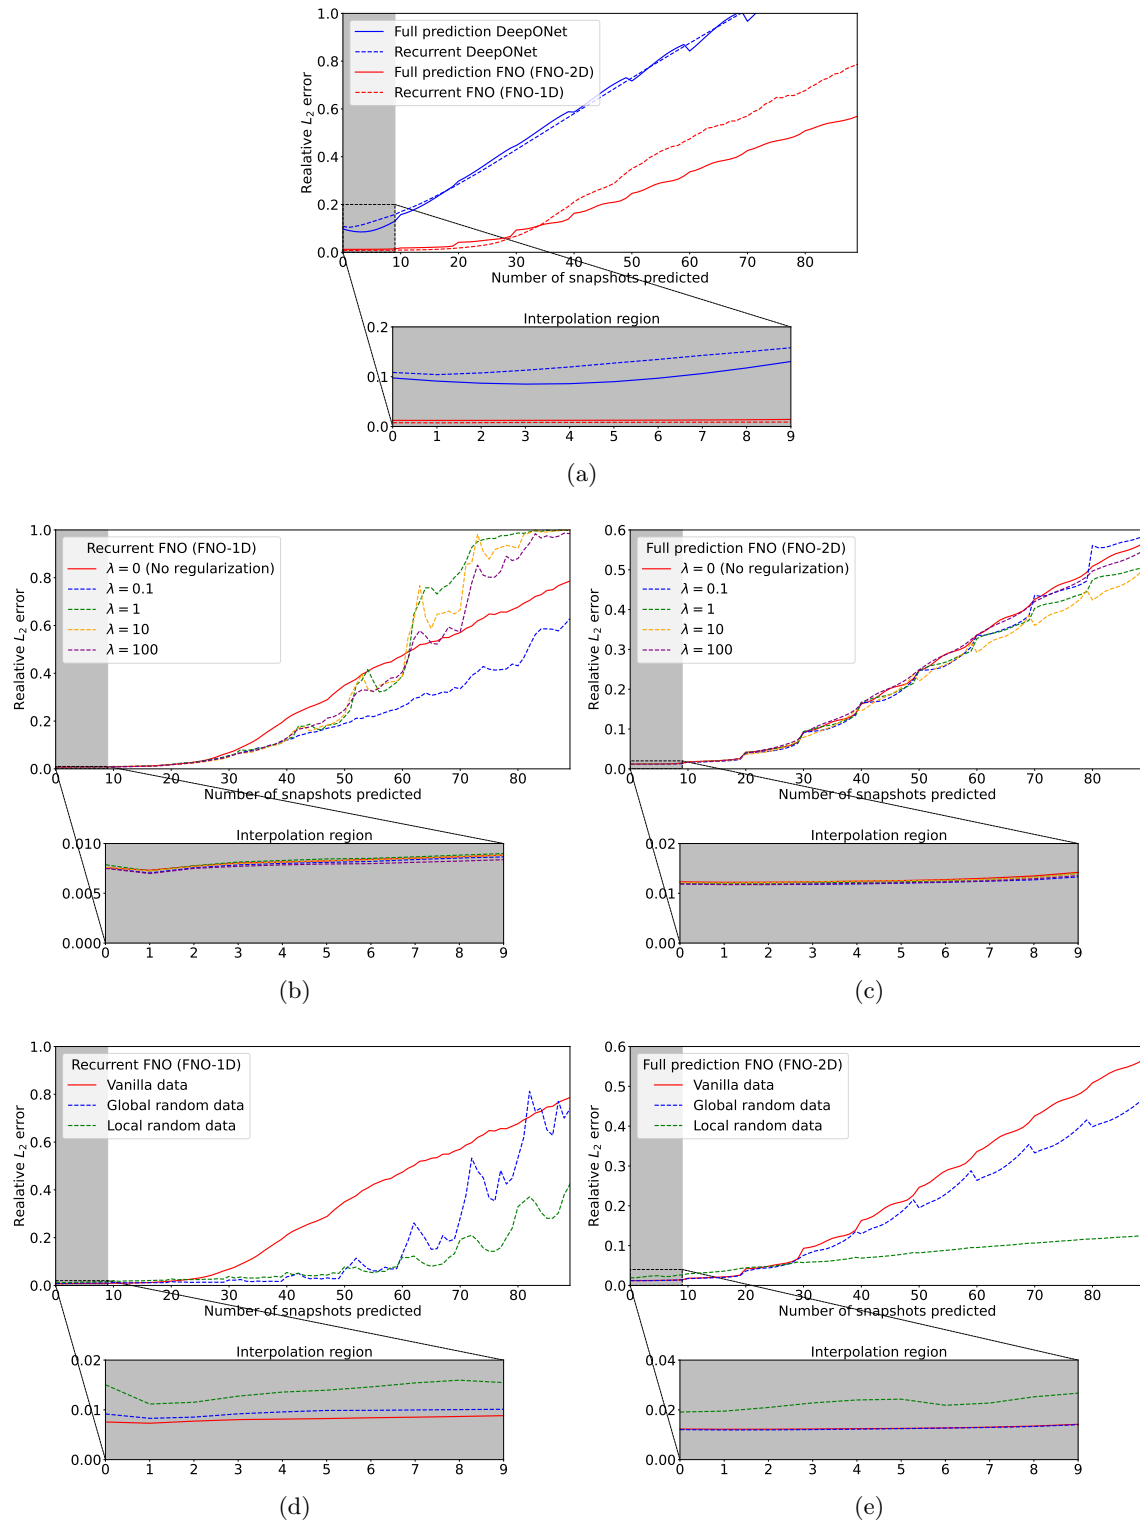 1.0
0.8
0.6
0.4
0.2
0.0
Realative L2 error
Full prediction DeepONet
Recurrent DeepONet
Full prediction FNO (FNO-2D)
Recurrent FNO (FNO-1D)
0 10 20 30 40 50 60 70 80
Number of snapshots predicted
Interpolation region
0.2
0.1
0.0
0 1 2 3 4 5 6 7 8 9
(a)
1.0
0.8
0.6
0.4
0.2
0.0
Realative L2 error
Recurrent FNO (FNO-1D)
λ = 0 (No regularization)
λ = 0.1
λ = 1
λ = 10
λ = 100
0 10 20 30 40 50 60 70 80
Number of snapshots predicted
Interpolation region
0.010
0.005
0.000
0 1 2 3 4 5 6 7 8 9
(b)
0.6
0.5
0.4
0.3
0.2
0.1
0.0
Realative L2 error
Full prediction FNO (FNO-2D)
λ = 0 (No regularization)
λ = 0.1
λ = 1
λ = 10
λ = 100
0 10 20 30 40 50 60 70 80
Number of snapshots predicted
Interpolation region
0.02
0.01
0.00
0 1 2 3 4 5 6 7 8 9
(c)
1.0
0.8
0.6
0.4
0.2
0.0
Realative L2 error
Recurrent FNO (FNO-1D)
Vanilla data
Global random data
Local random data
0 10 20 30 40 50 60 70 80
Number of snapshots predicted
Interpolation region
0.02
0.01
0.00
0 1 2 3 4 5 6 7 8 9
(d)
0.6
0.5
0.4
0.3
0.2
0.1
0.0
Realative L2 error
Full prediction FNO (FNO-2D)
Vanilla data
Global random data
Local random data
0 10 20 30 40 50 60 70 80
Number of snapshots predicted
Interpolation region
0.04
0.02
0.00
0 1 2 3 4 5 6 7 8 9
(e)